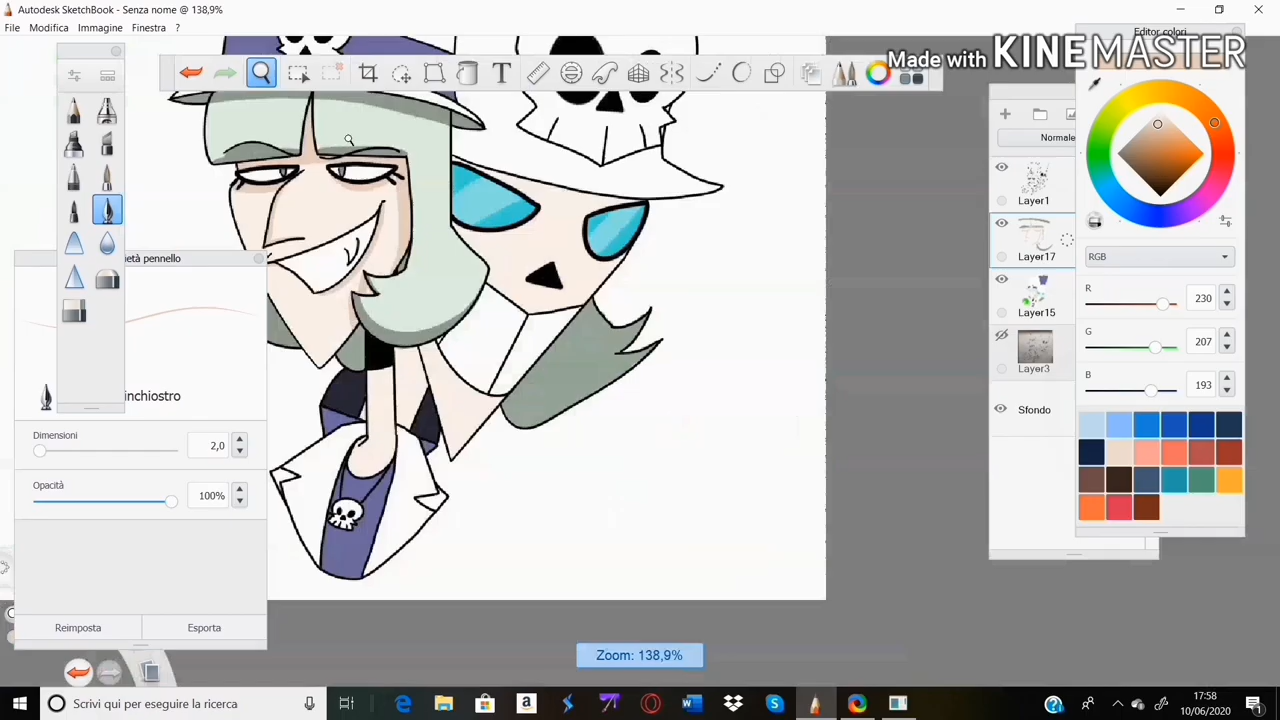 Autodesk SketchBook - Senza nome @ 138,9%
File Modifica Immagine Finestra
Editor colori
Made with KINEMASTER
Normale
Layer1
Layer17
Layer15
Layer3
Sfondo
RGB
R 230
G 207
B 193
età pennello
inchiostro
Dimensioni
2,0
Opacità
100%
Reimposta Esporta
Zoom: 138,9%
Scrivi qui per eseguire la ricerca
17:58
10/06/2020